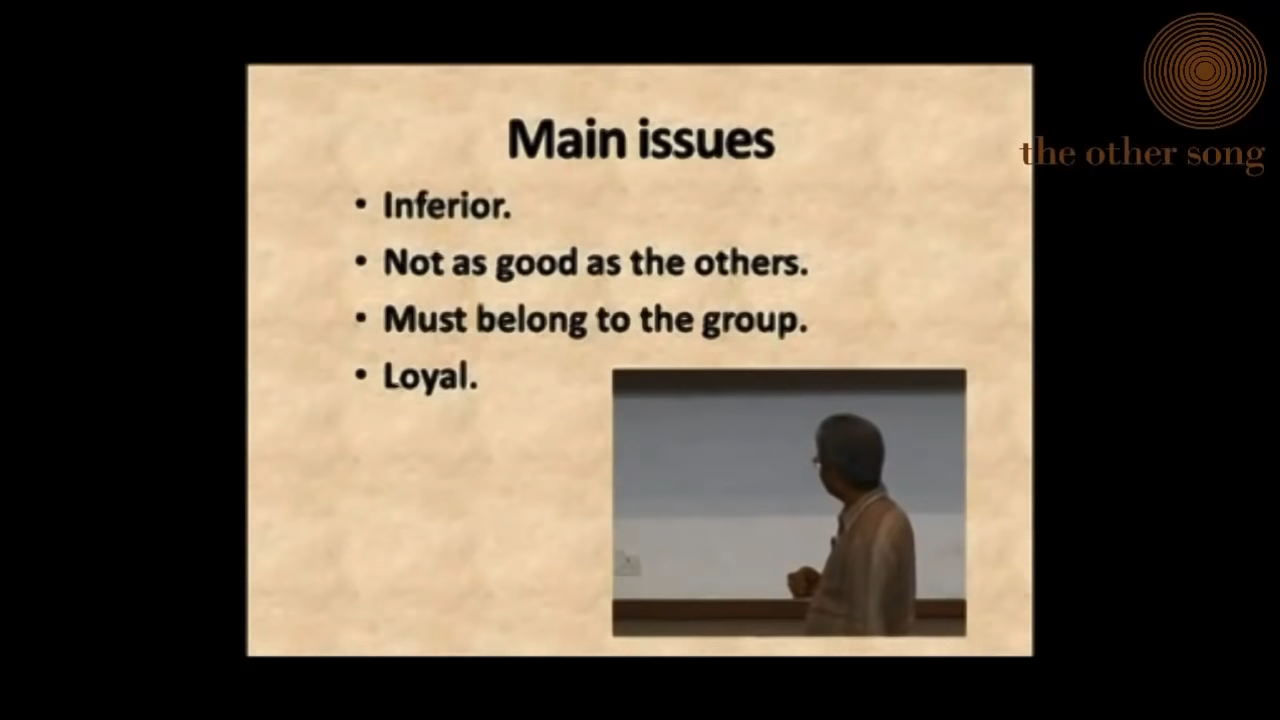 the other song
Main issues
• Inferior.
• Not as good as the others.
• Must belong to the group.
• Loyal.